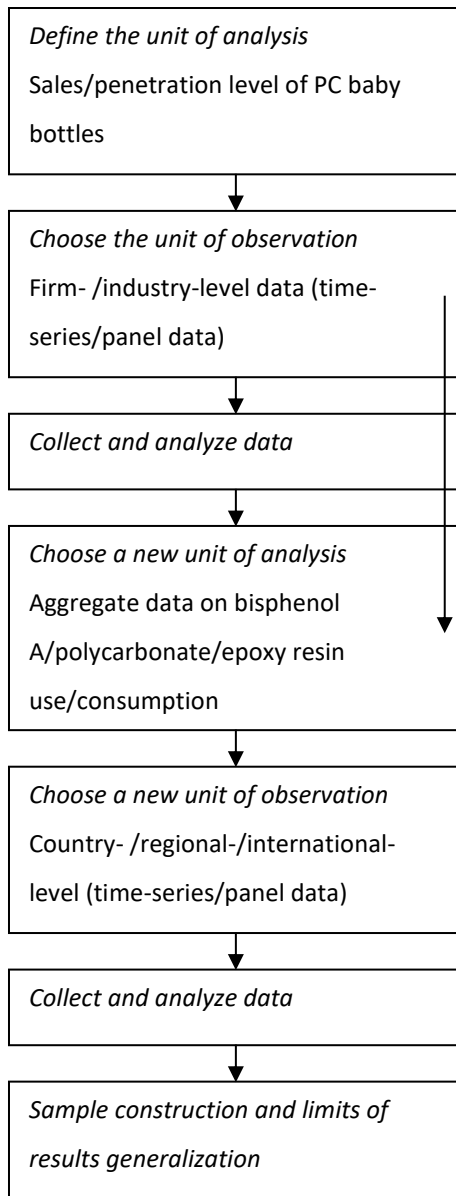 Define the unit of analysis
Sales/penetration level of PC baby
bottles
Choose the unit of observation
Firm- /industry-level data (time-
series/panel data)
Collect and analyze data
Choose a new unit of analysis
Aggregate data on bisphenol
A/polycarbonate/epoxy resin
use/consumption
Choose a new unit of observation
Country- /regional-/international-
level (time-series/panel data)
Collect and analyze data
Sample construction and limits of
results generalization